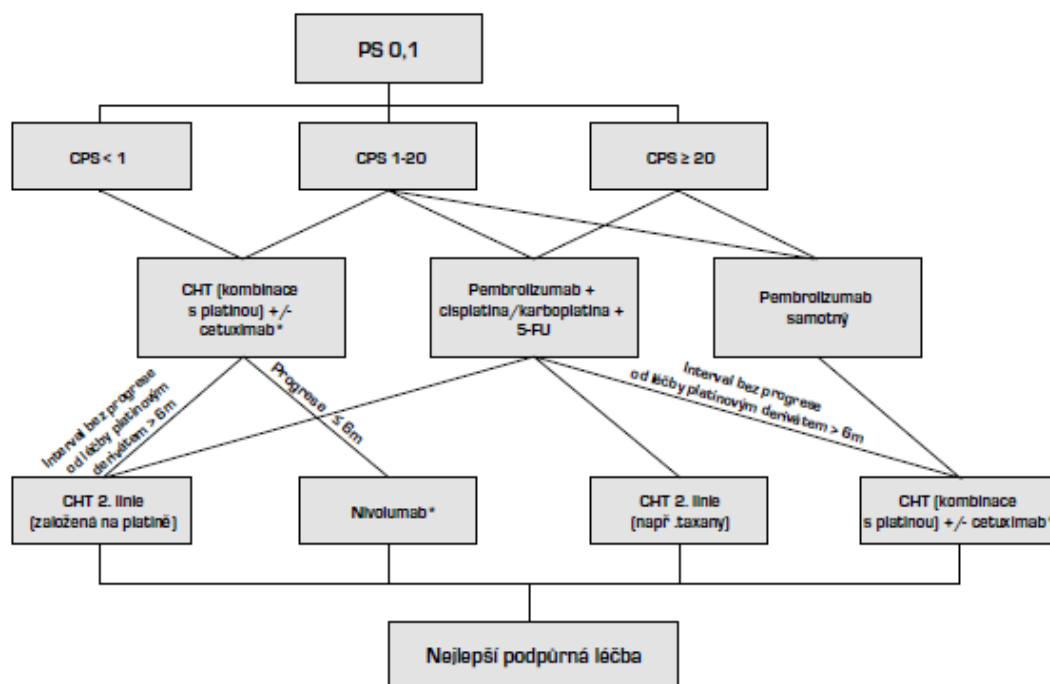 PS 0,1
CPS < 1
CPS 1-20
CPS ≥ 20
CHT (kombinace
s platinou) +/-
cetuximab*
Pembrolizumab +
cisplatina/karboplatina +
5-FU
Pembrolizumab
samotný
Interval bez progrese
od léčby platinovým
derivátem > 6m
Progrese ≤ 6m
Interval bez progrese
od léčby platinovým derivátem > 6m
CHT 2. linie
(založená na platině)
Nivolumab*
CHT 2. linie
(např .taxany)
CHT (kombinace
s platinou) +/- cetuximab*
Nejlepší podpůrná léčba